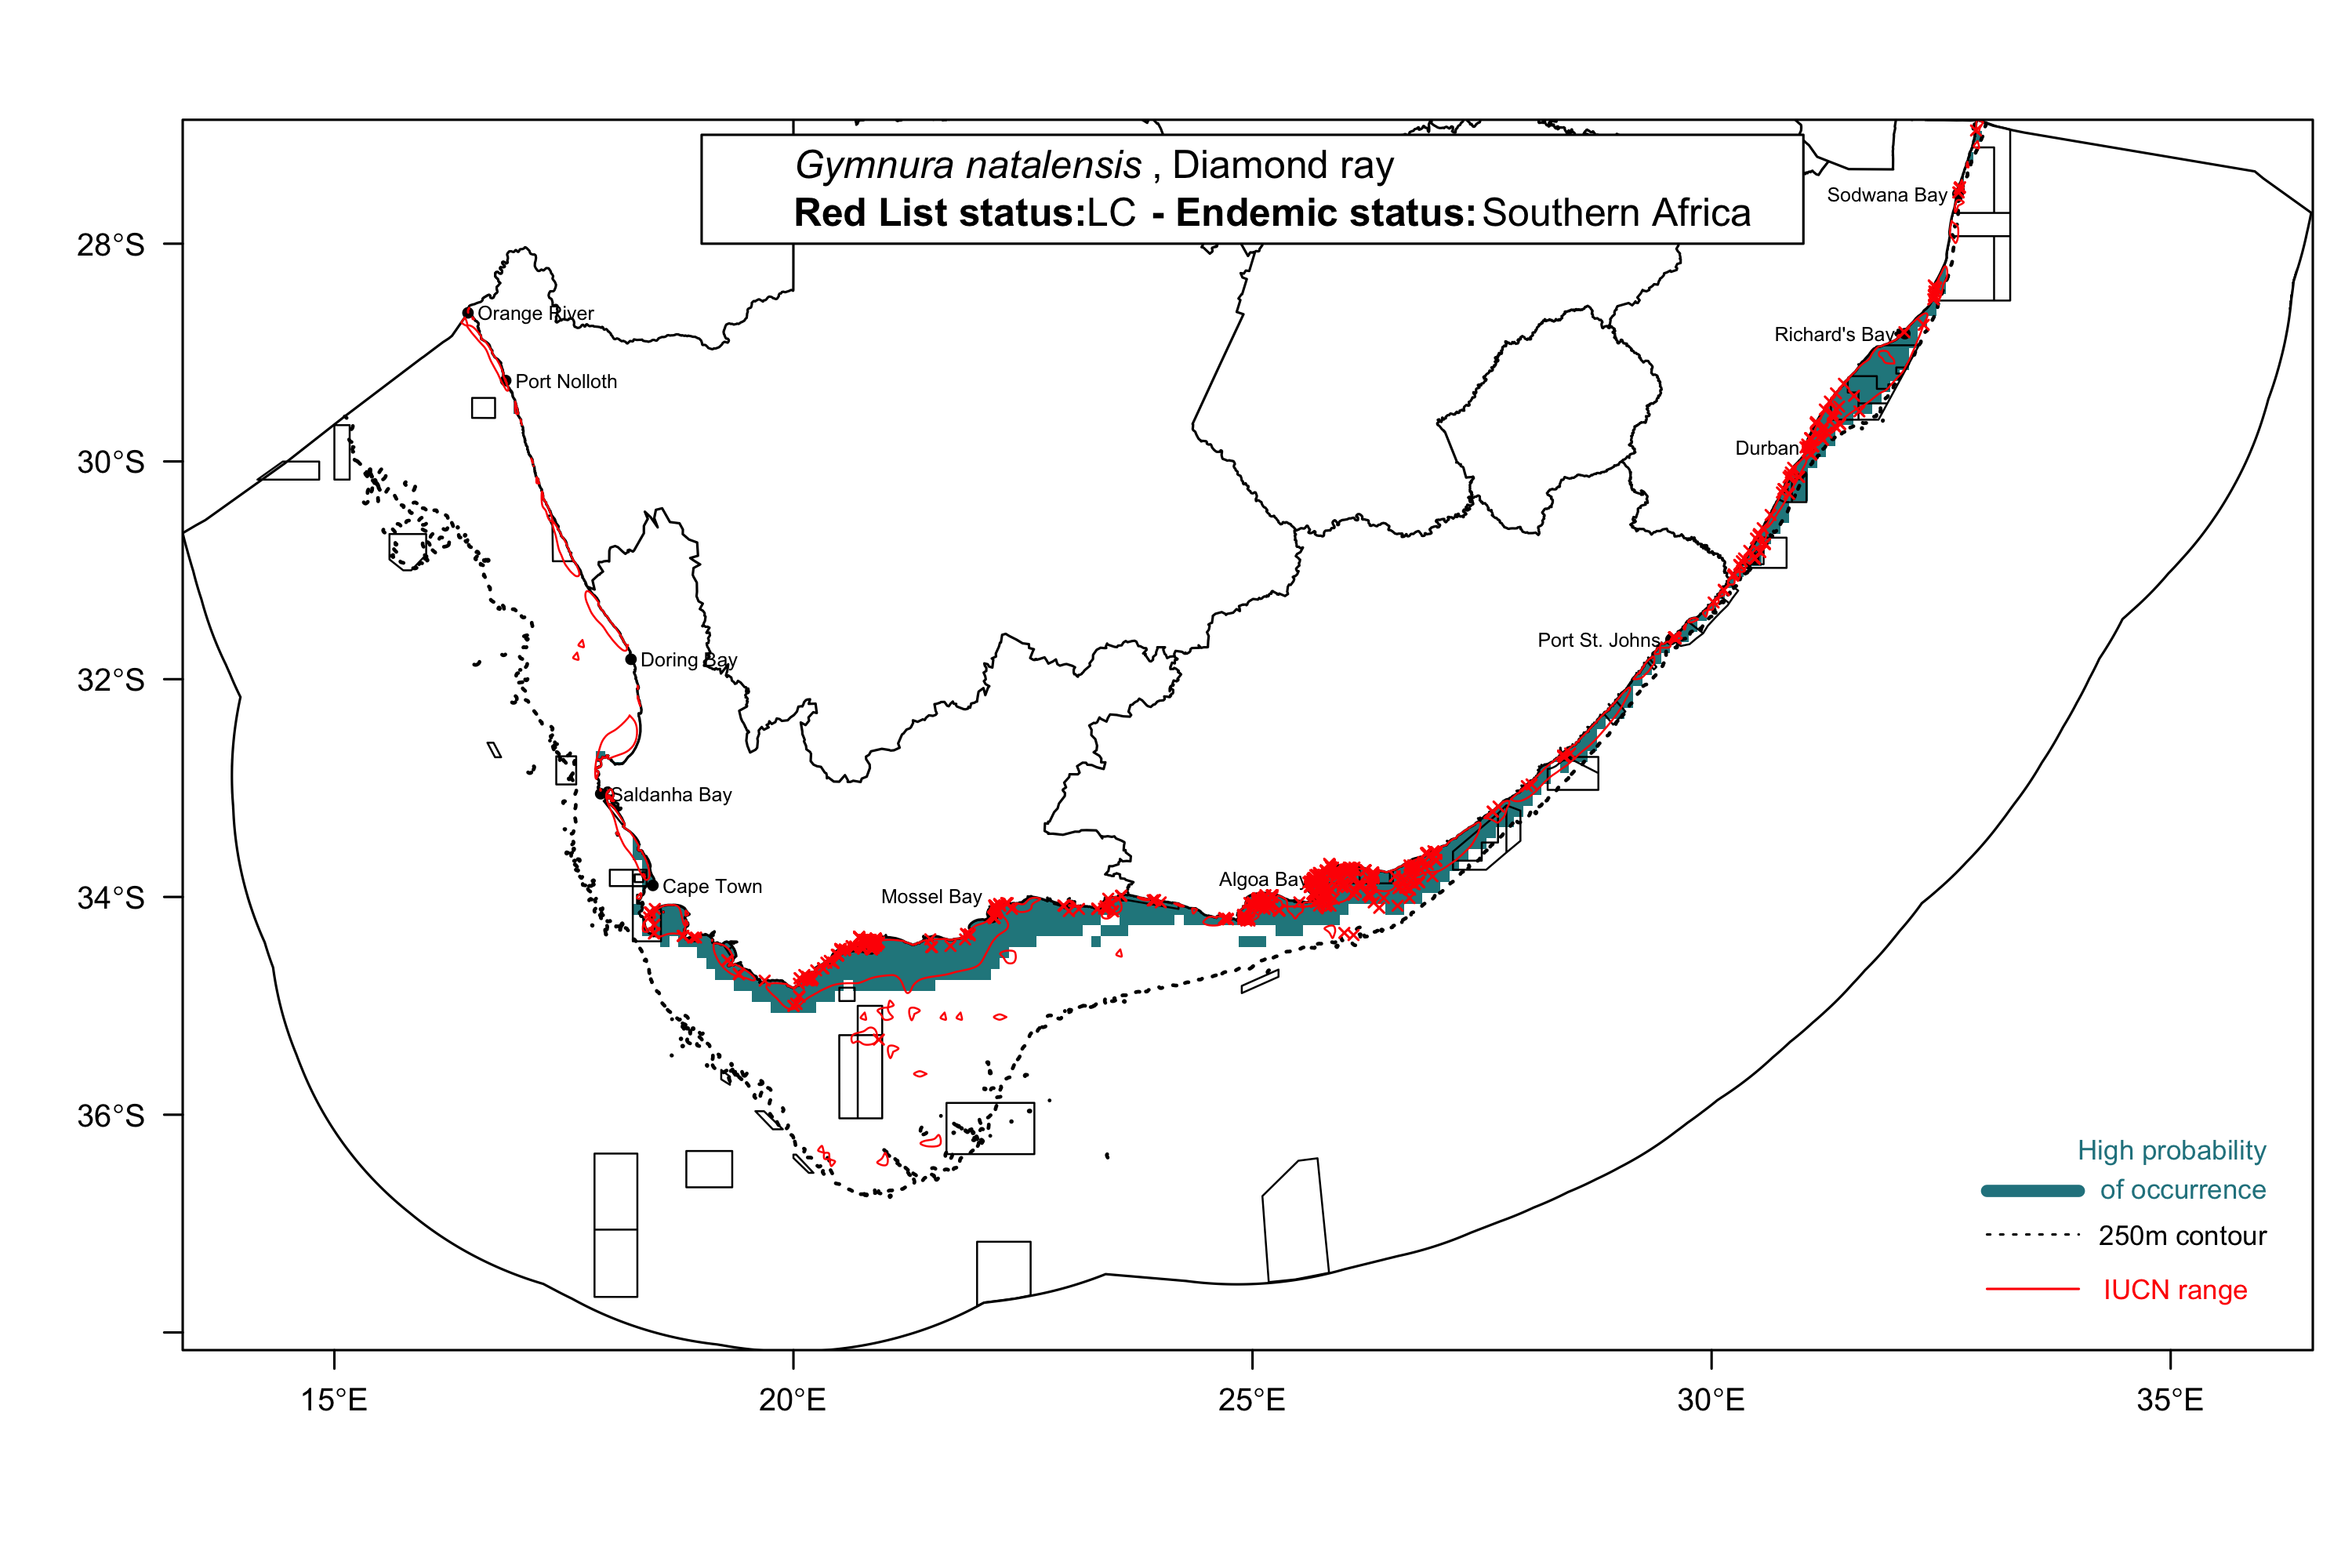 Gymnura natalensis , Diamond ray
Red List status:LC - Endemic status:Southern Africa
Sodwana Bay
28°S
Orange River
Richard's Bay
Port Nolloth
Durban
30°S
Port St. Johns
Doring Bay
32°S
Saldanha Bay
Algoa Bay
Cape Town
Mossel Bay
34°S
36°S
High probability
of occurrence
250m contour
IUCN range
15°E
20°E
25°E
30°E
35°E